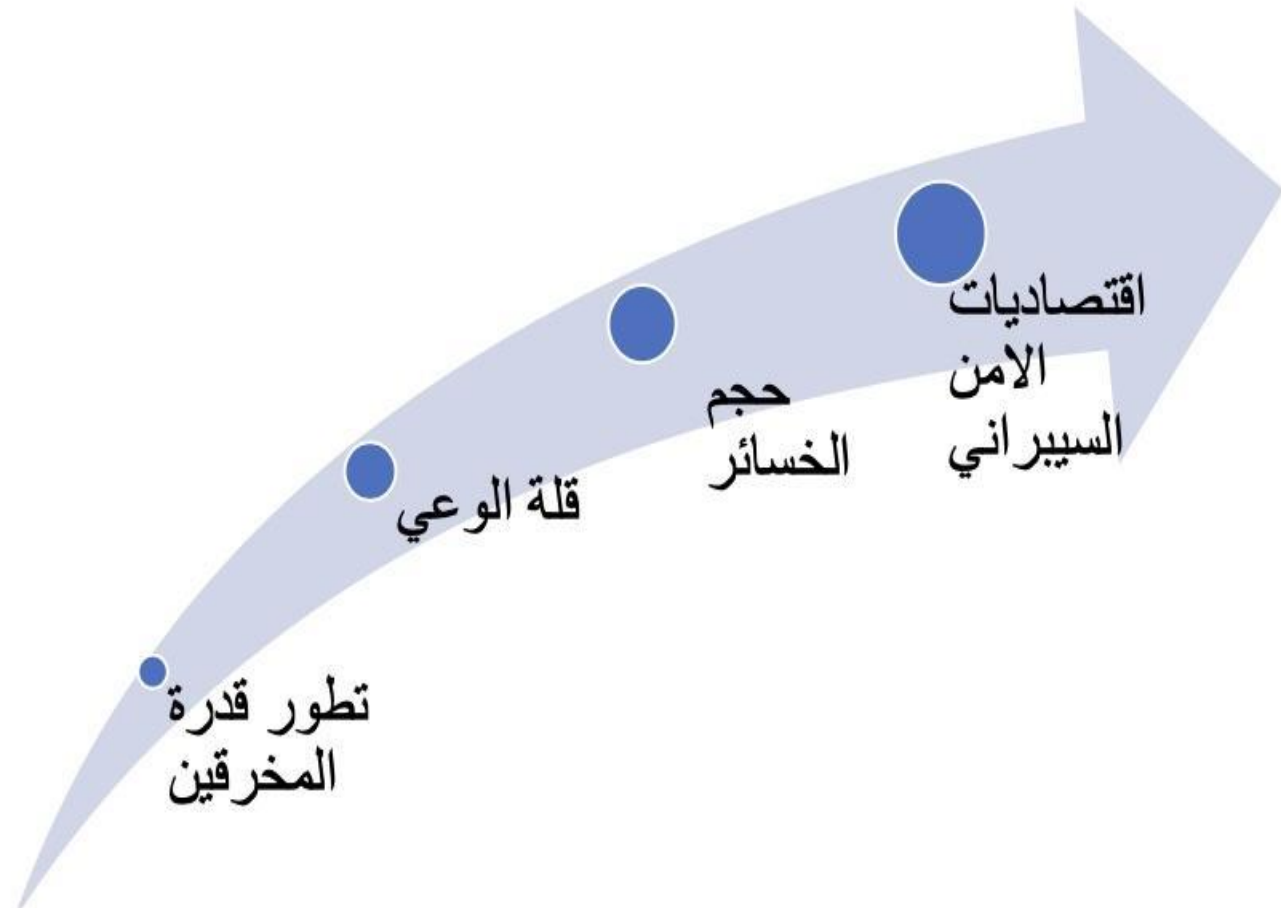 اقتصاديات
الامن
السيبراني
حجم
الخسائر
قلة الوعي
تطور قدرة
المخرقين